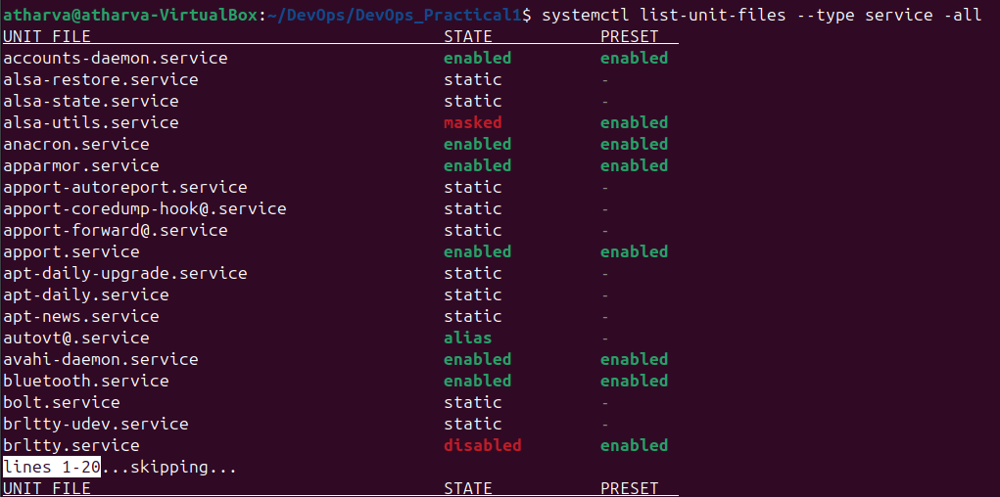 atharva@atharva-VirtualBox:~/DevOps/DevOps_Practical1$ systemctl list-unit-files --type service -all
UNIT FILE STATE PRESET
accounts-daemon.service enabled enabled
alsa-restore.service static -
alsa-state.service static -
alsa-utils.service masked enabled
anacron.service enabled enabled
apparmor.service enabled enabled
apport-autoreport.service static -
apport-coredump-hook@.service static -
apport-forward@.service static -
apport.service enabled enabled
apt-daily-upgrade.service static -
apt-daily.service static -
apt-news.service static -
autovt@.service alias -
avahi-daemon.service enabled enabled
bluetooth.service enabled enabled
bolt.service static -
brltty-udev.service static -
brltty.service disabled enabled
lines 1-20...skipping...
UNIT FILE STATE PRESET